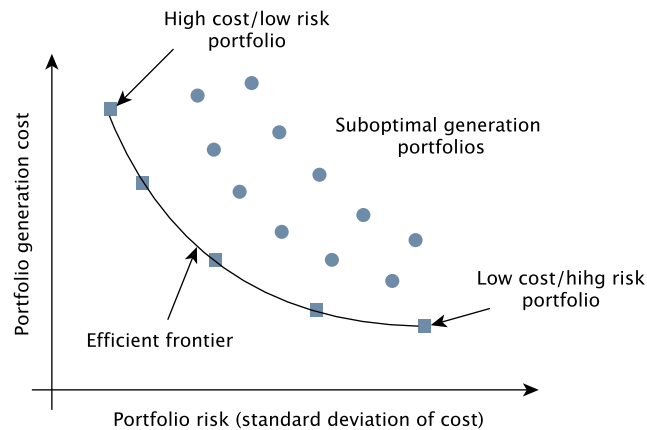 High cost/low risk
portfolio
Suboptimal generation
portfolios
Portfolio generation cost
Low cost/hihg risk
portfolio
Efficient frontier
Portfolio risk (standard deviation of cost)